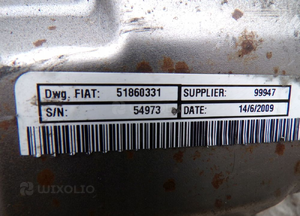 Dwg. FIAT: 51860331 SUPPLIER: 99947
S/N: 54973 DATE: 14/6/2009
WIXOLIO